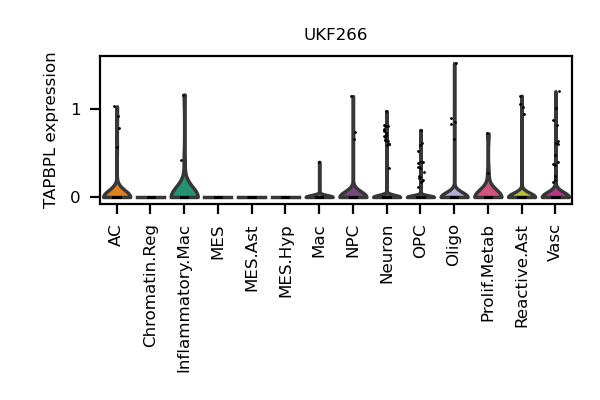 UKF266
TAPBPL expression
1
0
AC
Chromatin.Reg
Inflammatory.Mac
MES
MES.Ast
MES.Hyp
Mac
NPC
Neuron
OPC
Oligo
Prolif.Metab
Reactive.Ast
Vasc